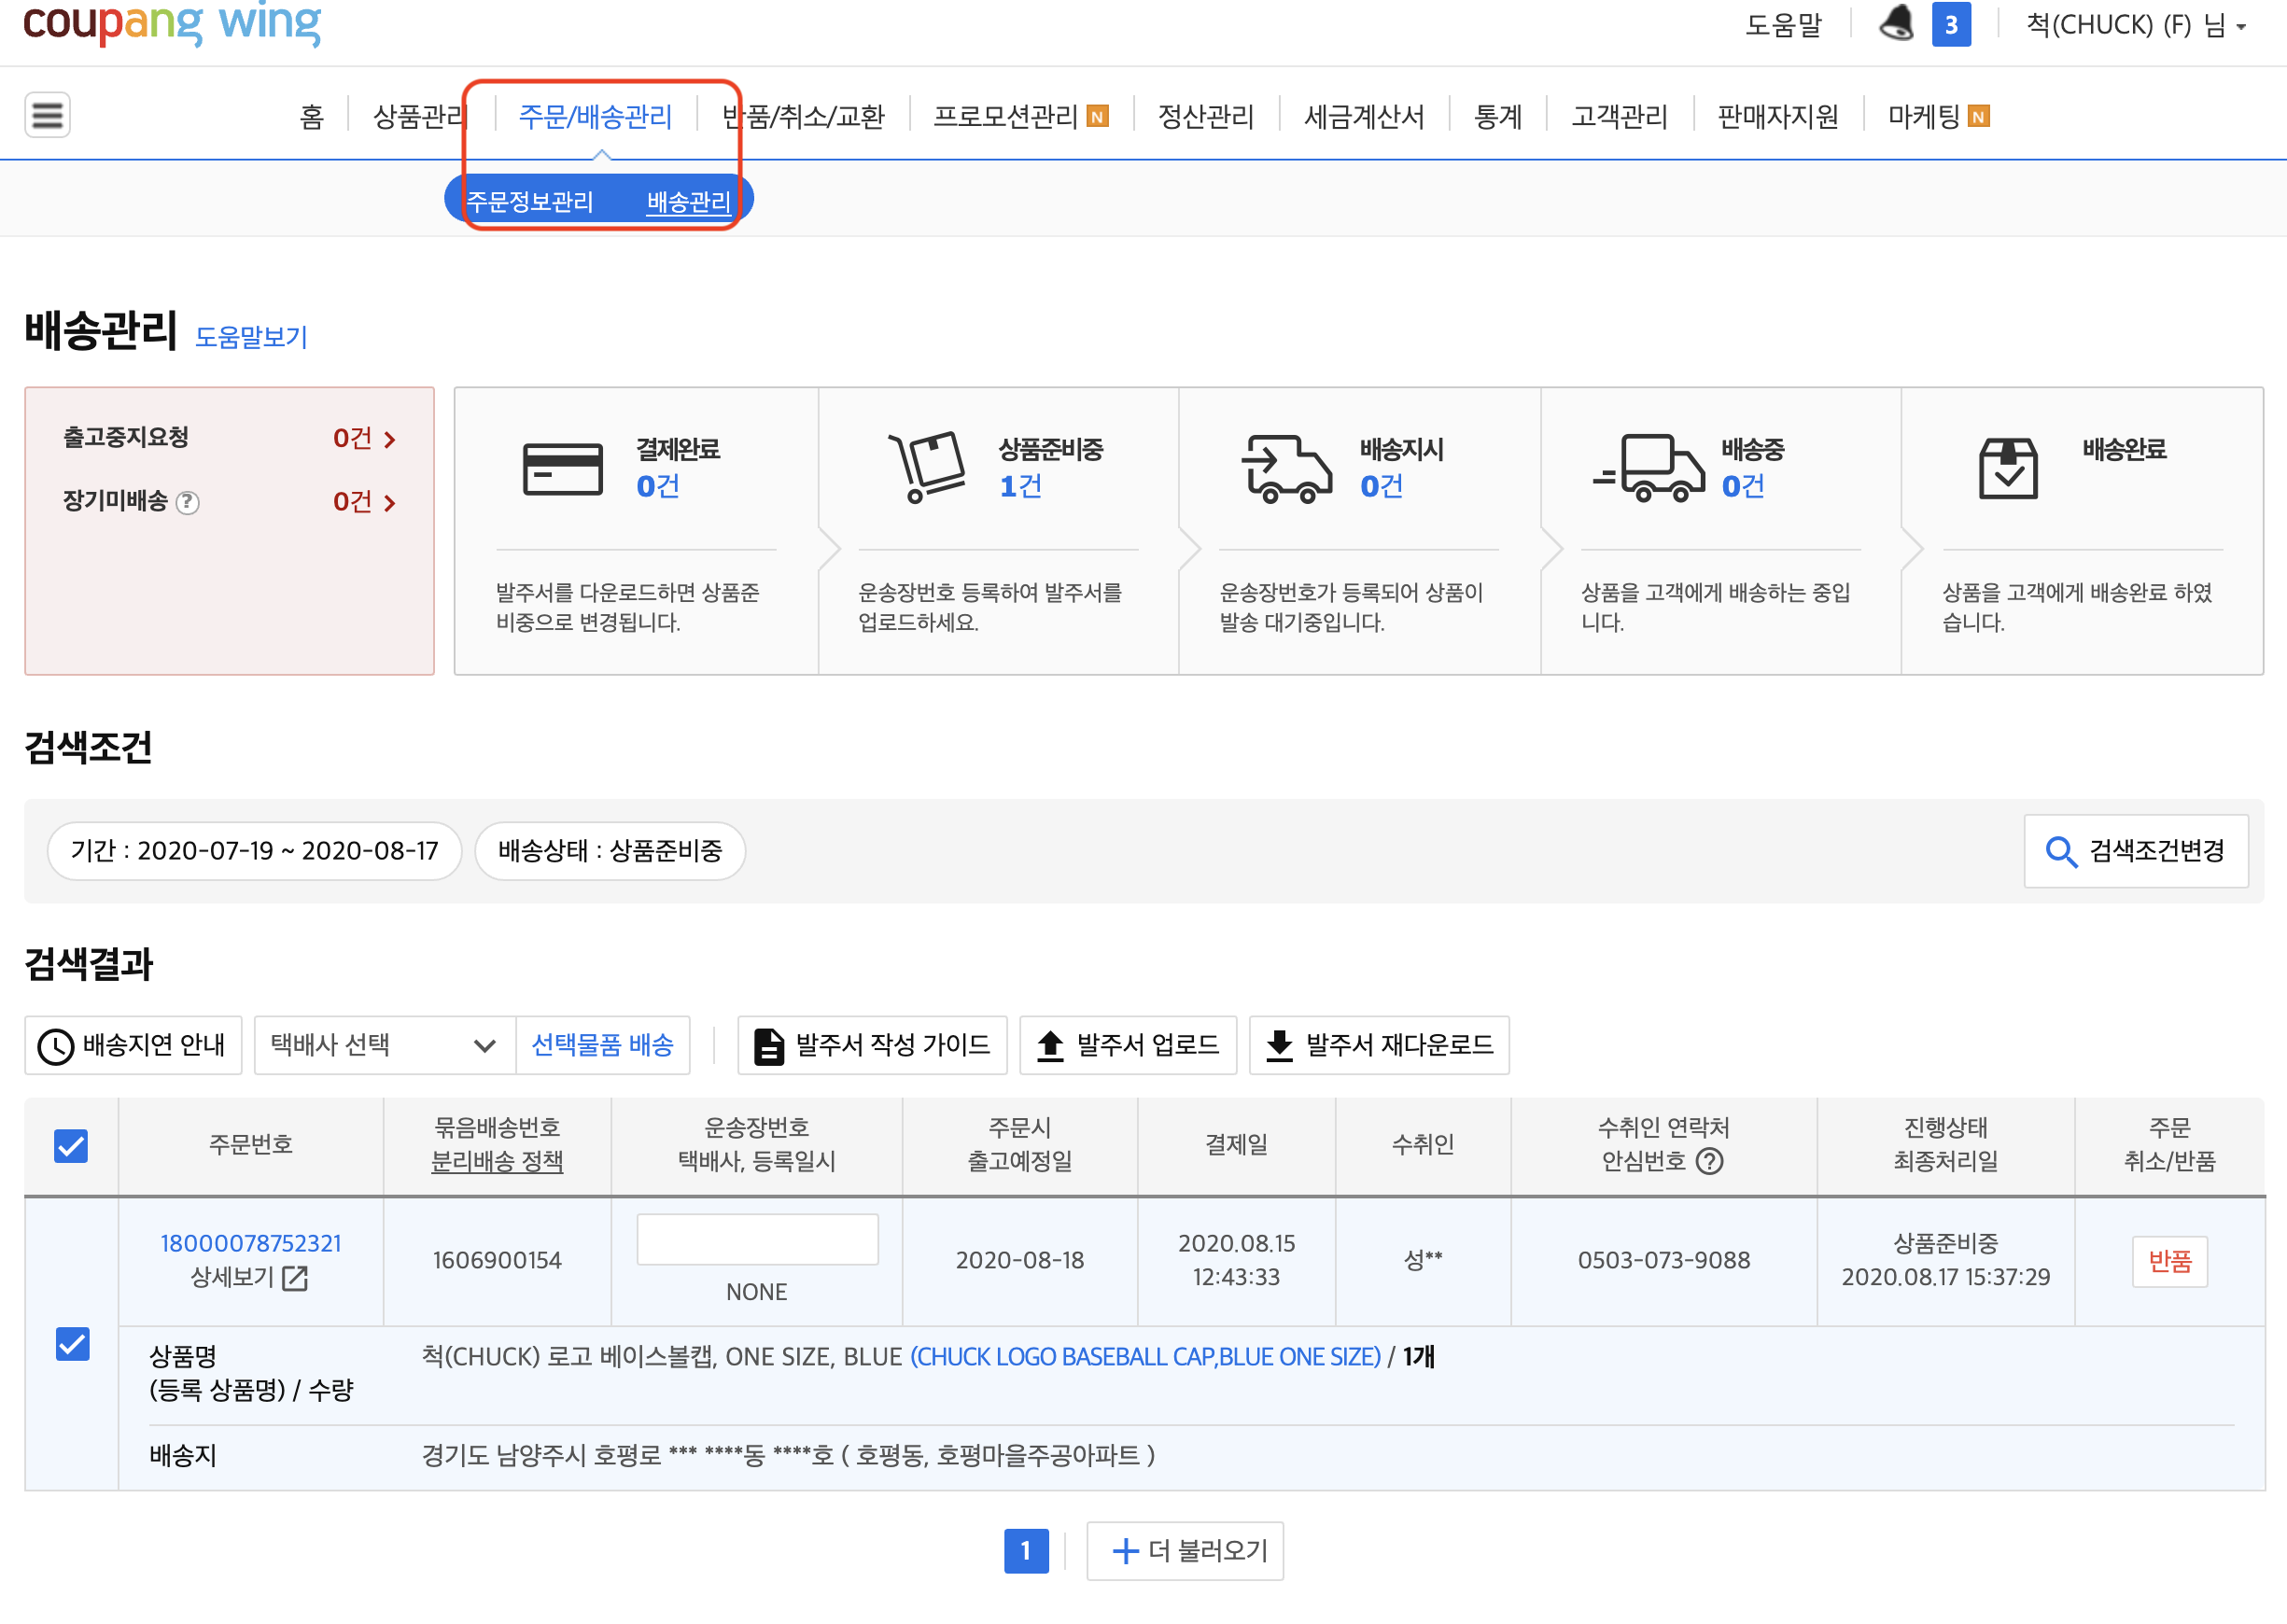 coupang wing
도움말
3
척(CHUCK) (F) 님
홈
상품관리
주문/배송관리
반품/취소/교환
프로모션관리 N
정산관리
세금계산서
통계
고객관리
판매자지원
마케팅 N
주문정보관리
배송관리
배송관리 도움말보기
출고중지요청 0건
장기미배송 ? 0건
결제완료
0건
발주서를 다운로드하면 상품준
비중으로 변경됩니다.
상품준비중
1건
운송장번호 등록하여 발주서를
업로드하세요.
배송지시
0건
운송장번호가 등록되어 상품이
발송 대기중입니다.
배송중
0건
상품을 고객에게 배송하는 중입
니다.
배송완료
상품을 고객에게 배송완료 하였
습니다.
검색조건
기간 : 2020-07-19 ~ 2020-08-17
배송상태 : 상품준비중
검색조건변경
검색결과
배송지연 안내
택배사 선택
선택물품 배송
발주서 작성 가이드
발주서 업로드
발주서 재다운로드
주문번호
묶음배송번호
분리배송 정책
운송장번호
택배사, 등록일시
주문시
출고예정일
결제일
수취인
수취인 연락처
안심번호 ?
진행상태
최종처리일
주문
취소/반품
18000078752321
상세보기
1606900154
NONE
2020-08-18
2020.08.15
12:43:33
성**
0503-073-9088
상품준비중
2020.08.17 15:37:29
반품
상품명
(등록 상품명) / 수량
척(CHUCK) 로고 베이스볼캡, ONE SIZE, BLUE (CHUCK LOGO BASEBALL CAP,BLUE ONE SIZE) / 1개
배송지
경기도 남양주시 호평로 *** ****동 ****호 ( 호평동, 호평마을주공아파트 )
1
더 불러오기